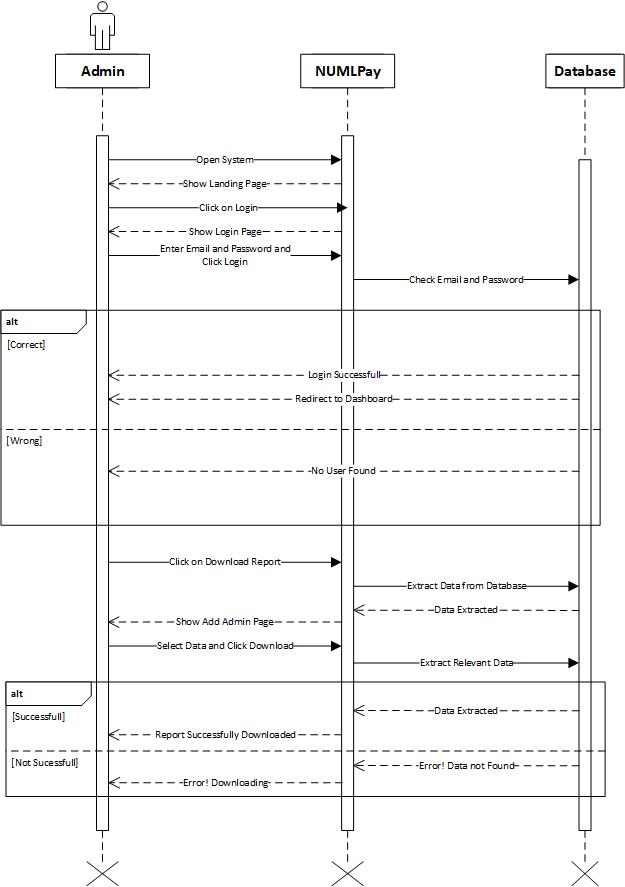 Admin
NUMLPay
Database
Open System
Show Landing Page
Click on Login
Show Login Page
Enter Email and Password and
Click Login
Check Email and Password
alt
[Correct]
Login Successfull
Redirect to Dashboard
[Wrong]
No User Found
Click on Download Report
Extract Data from Database
Data Extracted
Show Add Admin Page
Select Data and Click Download
Extract Relevant Data
alt
[Successfull]
Data Extracted
Report Successfully Downloaded
[Not Sucessfull]
Error! Data not Found
Error! Downloading